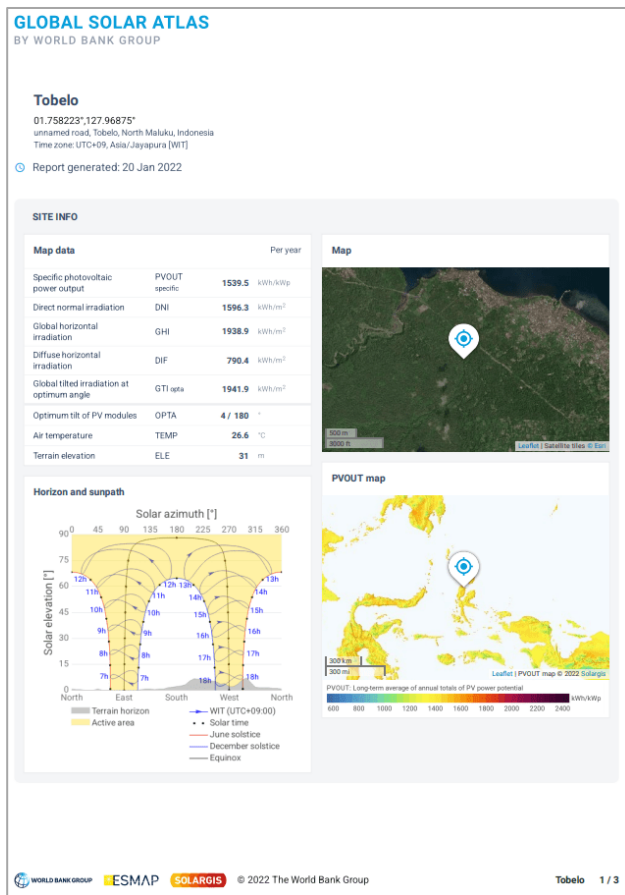 GLOBAL SOLAR ATLAS
BY WORLD BANK GROUP
Tobelo
01.758223°,127.96875°
unnamed road, Tobelo, North Maluku, Indonesia
Time zone: UTC+09, Asia/Jayapura [WIT]
Report generated: 20 Jan 2022
SITE INFO
Map data Per year
Specific photovoltaic power output PVOUT specific 1539.5 kWh/kWp
Direct normal irradiation DNI 1596.3 kWh/m²
Global horizontal irradiation GHI 1938.9 kWh/m²
Diffuse horizontal irradiation DIF 790.4 kWh/m²
Global tilted irradiation at optimum angle GTI opta 1941.9 kWh/m²
Optimum tilt of PV modules OPTA 4 / 180 °
Air temperature TEMP 26.6 °C
Terrain elevation ELE 31 m
Map
500 m
3000 ft
Leaflet | Satellite tiles © Esri
Horizon and sunpath
Solar azimuth [°]
0 45 90 135 180 225 270 315 360
Solar elevation [°]
90
75
60
45
30
15
0
12h 12h 13h 13h
11h 11h 14h 14h
10h 10h 15h 15h
9h 9h 16h 16h
8h 8h 17h 17h
7h 7h 18h 18h
North East South West North
Terrain horizon
Active area
WIT (UTC+09:00)
Solar time
June solstice
December solstice
Equinox
PVOUT map
300 km
300 mi
Leaflet | PVOUT map © 2022 Solargis
PVOUT: Long-term average of annual totals of PV power potential
600 800 1000 1200 1400 1600 1800 2000 2200 2400 kWh/kWp
WORLD BANK GROUP
ESMAP
SOLARGIS
© 2022 The World Bank Group
Tobelo 1 / 3